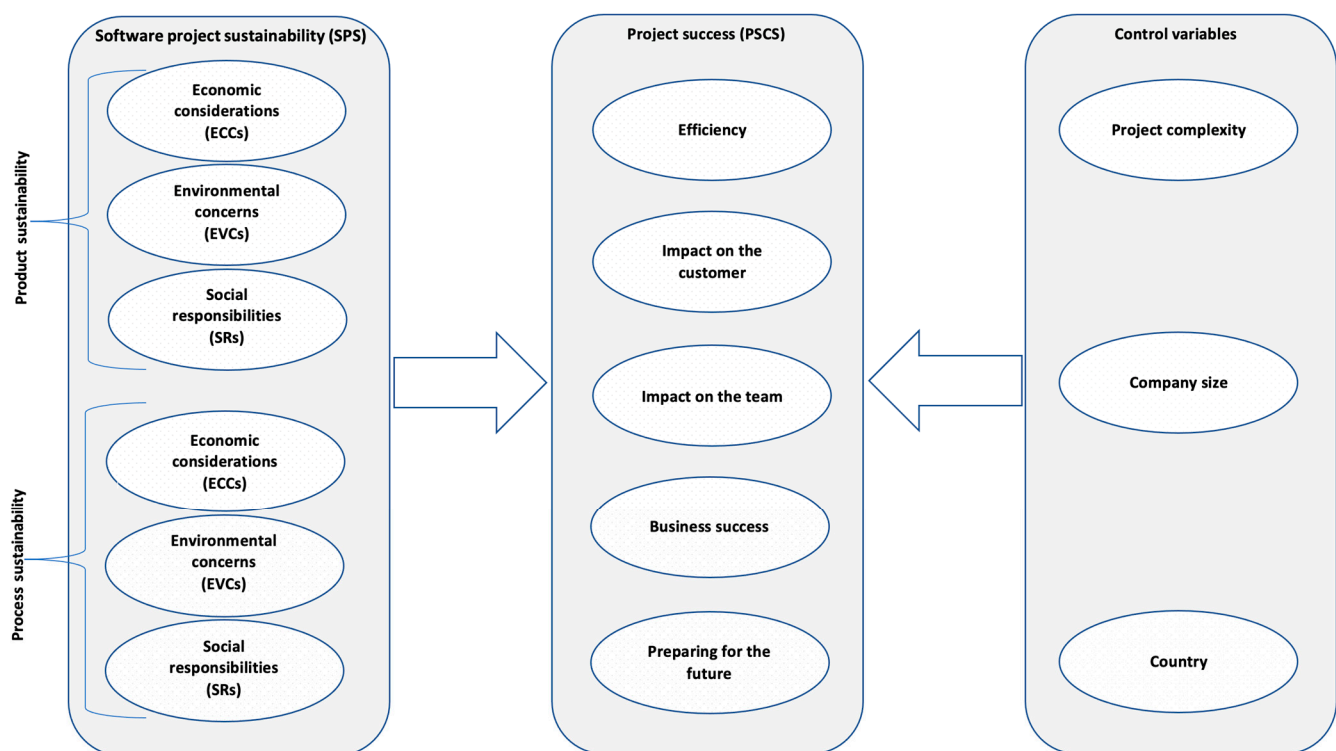 Software project sustainability (SPS)
Product sustainability
Economic
considerations
(ECCs)
Environmental
concerns
(EVCs)
Social
responsibilities
(SRs)
Process sustainability
Economic
considerations
(ECCs)
Environmental
concerns
(EVCs)
Social
responsibilities
(SRs)
Project success (PSCS)
Efficiency
Impact on the
customer
Impact on the team
Business success
Preparing for the
future
Control variables
Project complexity
Company size
Country